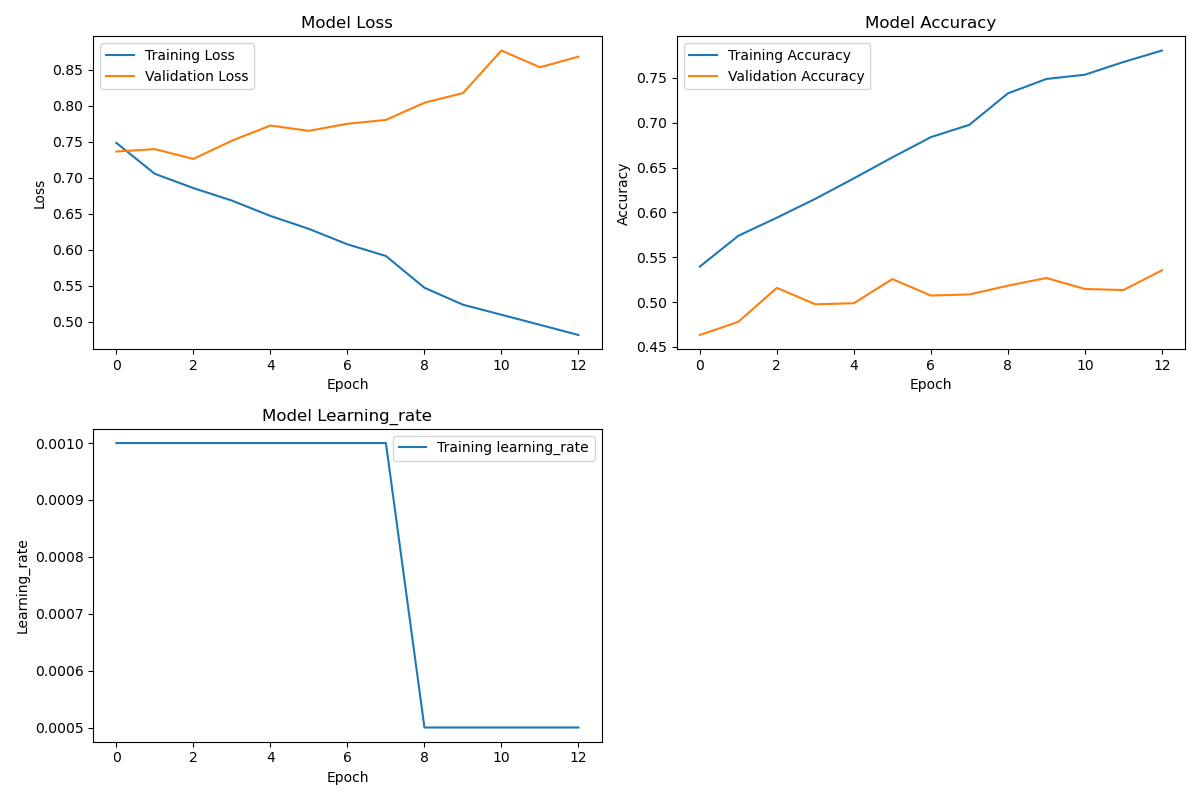 Model Loss
Training Loss
Validation Loss
0.85
0.80
0.75
0.70
0.65
0.60
0.55
0.50
Loss
0 2 4 6 8 10 12
Epoch
Model Accuracy
Training Accuracy
Validation Accuracy
0.75
0.70
0.65
0.60
0.55
0.50
0.45
Accuracy
0 2 4 6 8 10 12
Epoch
Model Learning_rate
Training learning_rate
0.0010
0.0009
0.0008
0.0007
0.0006
0.0005
Learning_rate
0 2 4 6 8 10 12
Epoch